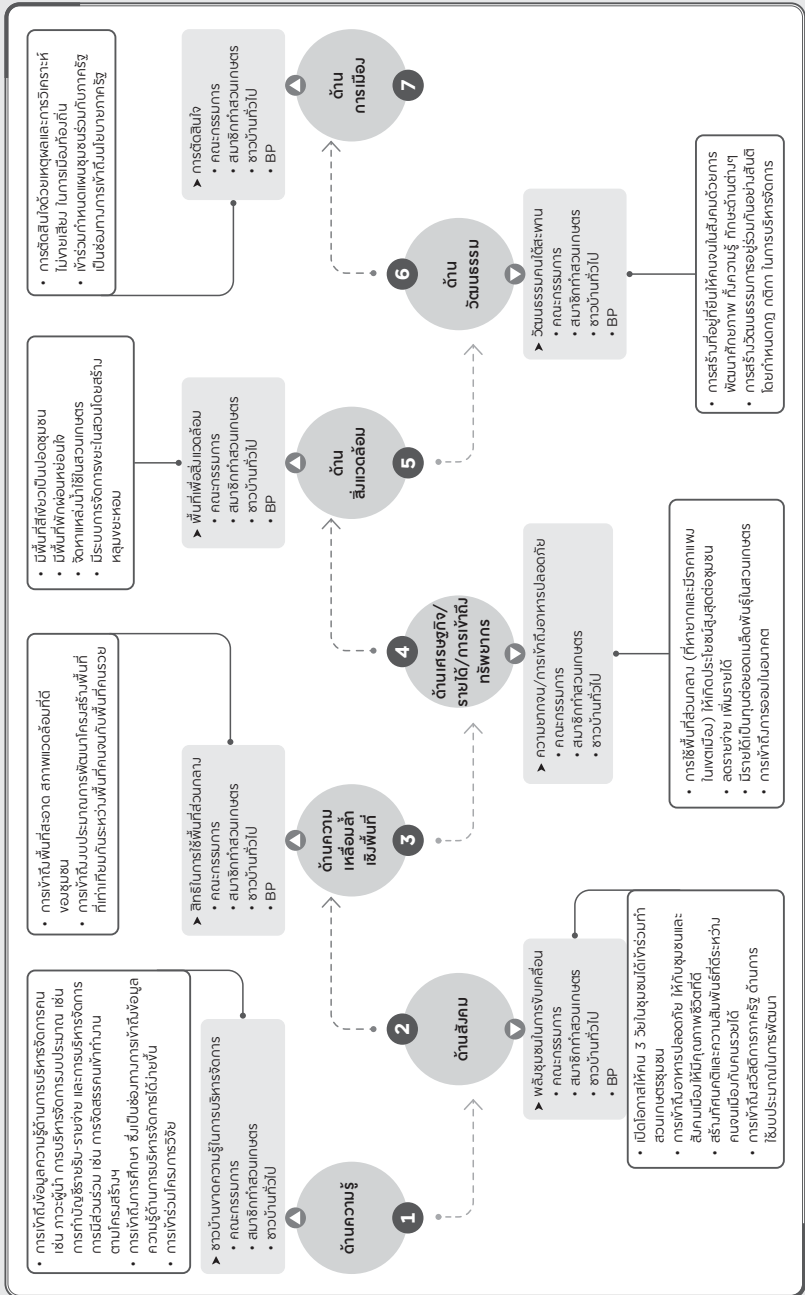 • การเข้าถึงข้อมูลความรู้ด้านการบริหารจัดการคน
เช่น ภาวะผู้นำ การบริหารจัดการงบประมาณ เช่น
การทำบัญชีรายรับ-รายจ่าย และการบริหารจัดการ
การมีส่วนร่วม เช่น การจัดสรรคนเข้าทำงาน
ตามโครงสร้างฯ
• การเข้าถึงการศึกษา ซึ่งเป็นช่องทางการเข้าถึงข้อมูล
ความรู้ด้านการบริหารจัดการได้ง่ายขึ้น
• การเข้าร่วมโครงการวิจัย
➤ ชาวบ้านขาดความรู้ในการบริหารจัดการ
• คณะกรรมการ
• สมาชิกทำสวนเกษตร
• ชาวบ้านทั่วไป
ด้านความรู้
1
ด้านสังคม
2
➤ พลังชุมชนในการขับเคลื่อน
• คณะกรรมการ
• สมาชิกทำสวนเกษตร
• ชาวบ้านทั่วไป
• BP
• เปิดโอกาสให้คน 3 วัยในชุมชนได้เข้าร่วมทำ
สวนเกษตรชุมชน
• การเข้าถึงอาหารปลอดภัย ให้กับชุมชนและ
สังคมเมืองให้มีคุณภาพชีวิตที่ดี
• สร้างทัศนคติและความสัมพันธ์ที่ดีระหว่าง
คนจนเมืองกับคนรวยได้
• การเข้าถึงสวัสดิการภาครัฐ ด้านการ
ใช้งบประมาณในการพัฒนา
• การเข้าถึงพื้นที่สะอาด สภาพแวดล้อมที่ดี
ของชุมชน
• การเข้าถึงงบประมาณการพัฒนาโครงสร้างพื้นที่
ที่เท่าเทียมกันระหว่างพื้นที่คนจนกับพื้นที่คนรวย
➤ สิทธิในการใช้พื้นที่ส่วนกลาง
• คณะกรรมการ
• สมาชิกทำสวนเกษตร
• ชาวบ้านทั่วไป
• BP
ด้านความ
เหลื่อมล้ำ
เชิงพื้นที่
3
4
ด้านเศรษฐกิจ/
รายได้/การเข้าถึง
ทรัพยากร
➤ ความยากจน/การเข้าถึงอาหารปลอดภัย
• คณะกรรมการ
• สมาชิกทำสวนเกษตร
• ชาวบ้านทั่วไป
• การใช้พื้นที่ส่วนกลาง (ที่หายากและมีราคาแพง
ในเขตเมือง) ให้เกิดประโยชน์สูงสุดต่อชุมชน
• ลดรายจ่าย เพิ่มรายได้
• มีรายได้เป็นทุนต่อยอดเมล็ดพันธุ์ในสวนเกษตร
• การเข้าถึงการออมในอนาคต
• มีพื้นที่สีเขียวเป็นปอดชุมชน
• มีพื้นที่พักผ่อนหย่อนใจ
• จัดหาแหล่งน้ำใช้ในสวนเกษตร
• มีระบบการจัดการขยะในสวนโดยสร้าง
หลุมขยะหอม
➤ พื้นที่เพื่อสิ่งแวดล้อม
• คณะกรรมการ
• สมาชิกทำสวนเกษตร
• ชาวบ้านทั่วไป
• BP
ด้าน
สิ่งแวดล้อม
5
6
ด้าน
วัฒนธรรม
➤ วัฒนธรรมคนใต้สะพาน
• คณะกรรมการ
• สมาชิกทำสวนเกษตร
• ชาวบ้านทั่วไป
• BP
• การสร้างที่อยู่ที่ยืนให้คนจนในสังคมด้วยการ
พัฒนาศักยภาพ ทั้งความรู้ ทักษะด้านต่างๆ
• การสร้างวัฒนธรรมการอยู่ร่วมกันอย่างสันติ
โดยกำหนดกฎ กติกา ในการบริหารจัดการ
• การตัดสินใจด้วยเหตุผลและการวิเคราะห์
ไม่ขายเสียง ในการเมืองท้องถิ่น
• เข้าร่วมกำหนดแผนชุมชนร่วมกับภาครัฐ
เป็นช่องทางการเข้าถึงนโยบายภาครัฐ
➤ การตัดสินใจ
• คณะกรรมการ
• สมาชิกทำสวนเกษตร
• ชาวบ้านทั่วไป
• BP
ด้าน
การเมือง
7